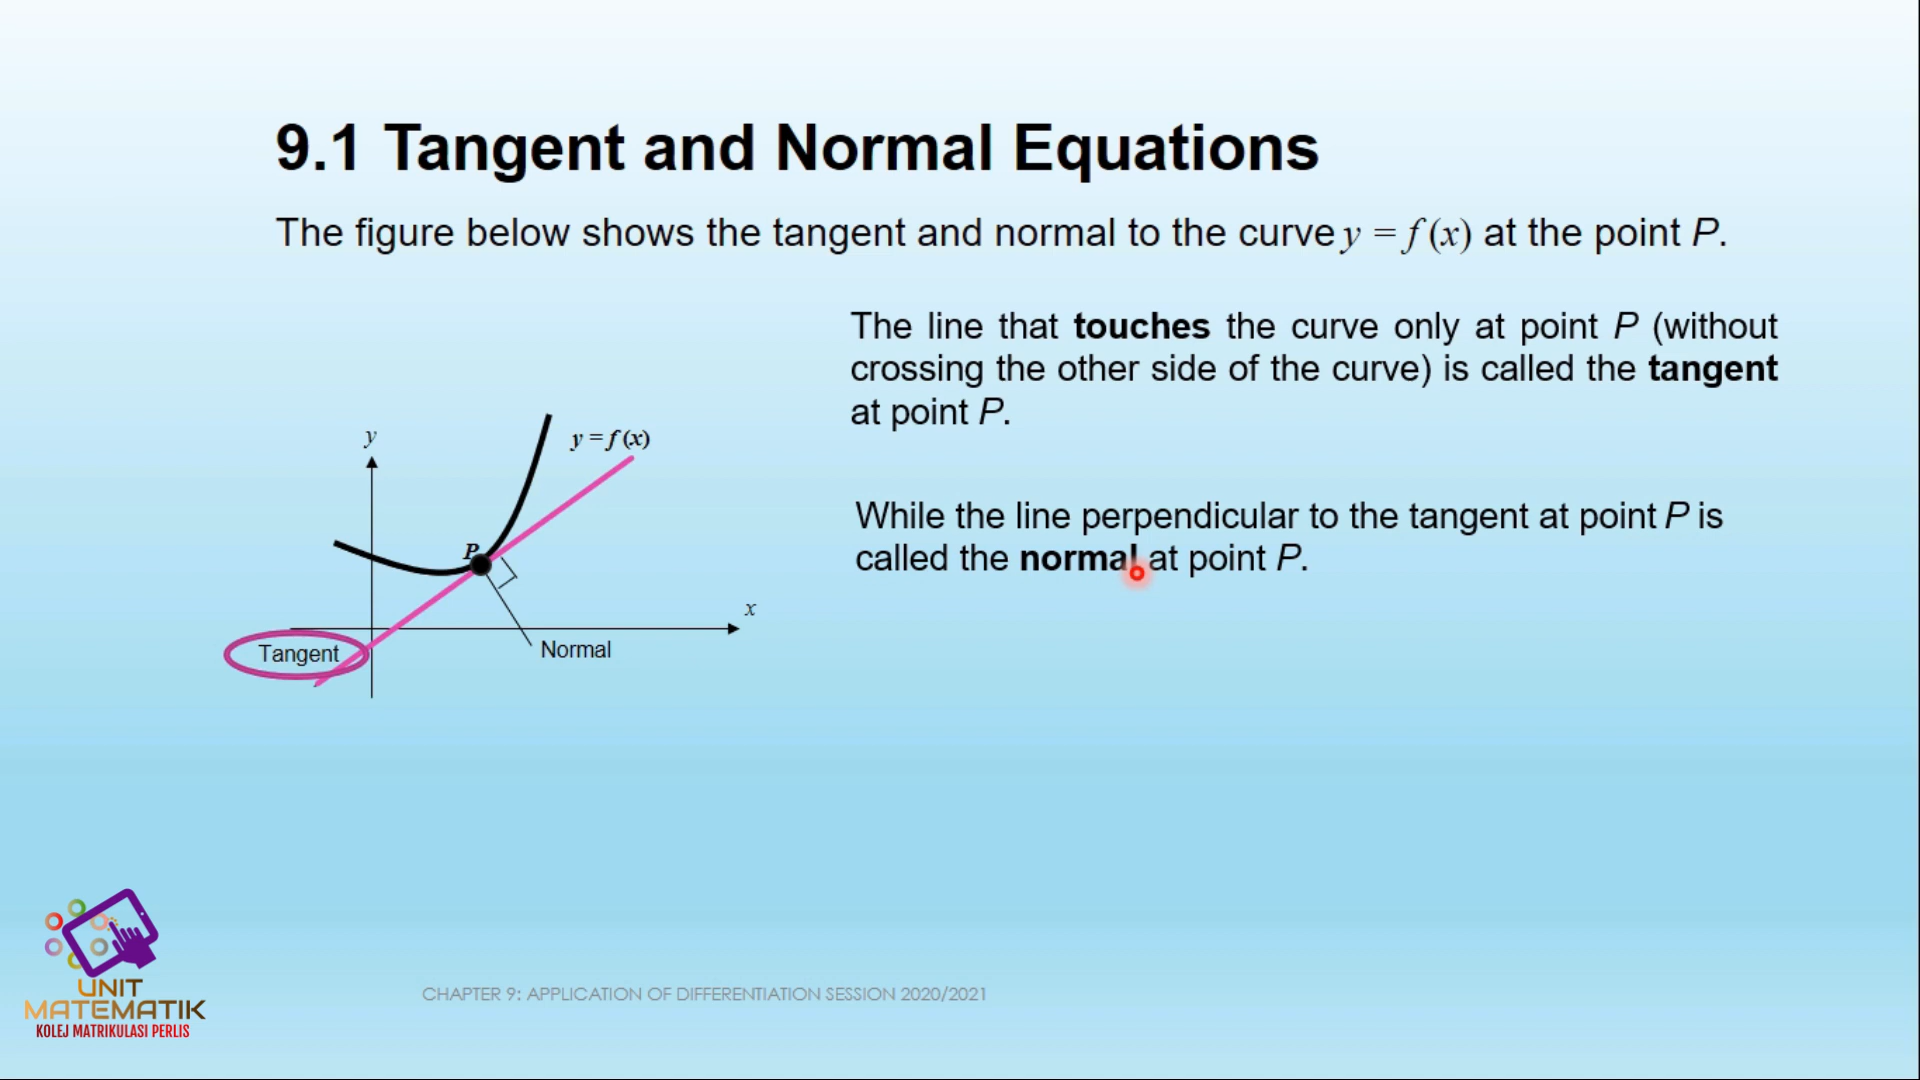 9.1 Tangent and Normal Equations
The figure below shows the tangent and normal to the curve y = f (x) at the point P.
The line that touches the curve only at point P (without
crossing the other side of the curve) is called the tangent
at point P.
y
y = f (x)
While the line perpendicular to the tangent at point P is
called the normal at point P.
P
x
Tangent
Normal
UNIT
MATEMATIK
KOLEJ MATRIKULASI PERLIS
CHAPTER 9: APPLICATION OF DIFFERENTIATION SESSION 2020/2021